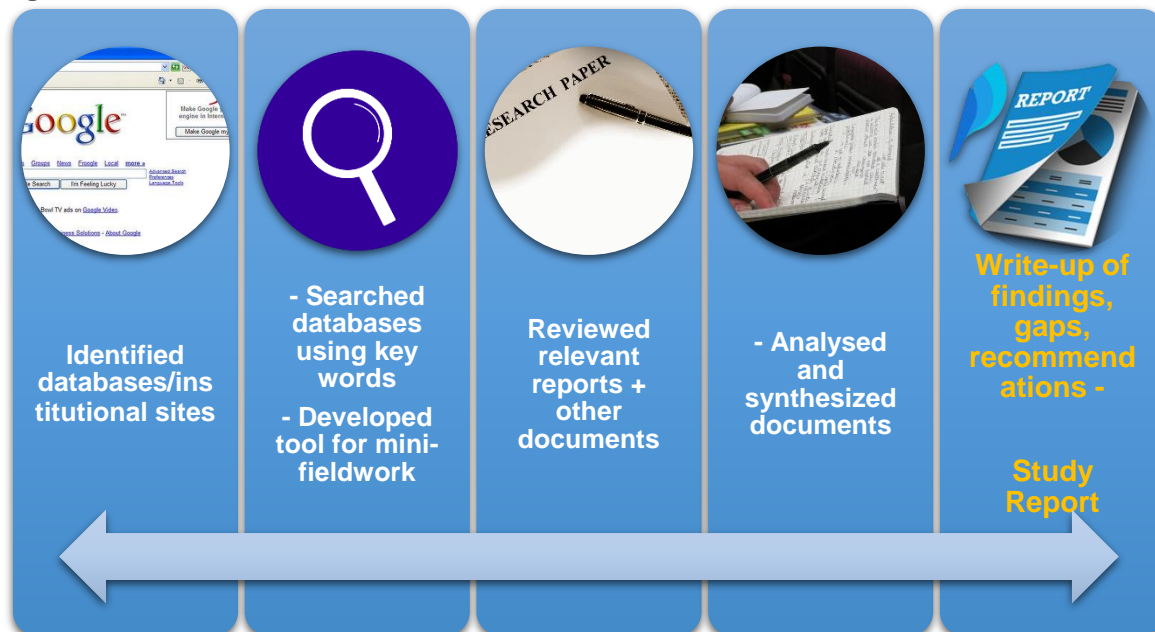 Google
Make Google
engine in Intern
Make Google my
Groups News Froogle Local more »
Search
I'm Feeling Lucky
Advanced Search
Preferences
Language Tools
Bowl TV ads on Google Video.
Solutions - About Google
Identified
databases/ins
titutional sites
- Searched
databases
using key
words
- Developed
tool for mini-
fieldwork
RESEARCH PAPER
Reviewed
relevant
reports +
other
documents
- Analysed
and
synthesized
documents
REPORT
Write-up of
findings,
gaps,
recommend
ations -
Study
Report